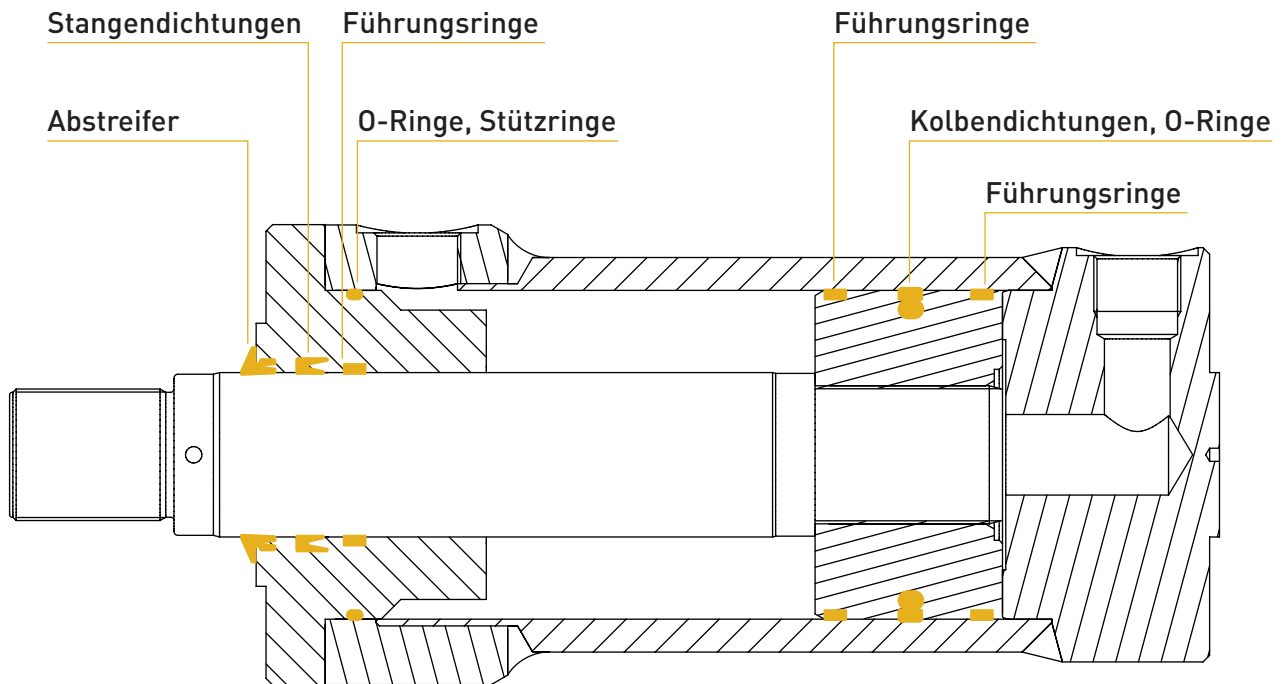 Stangendichtungen
Führungsringe
Führungsringe
Abstreifer
O-Ringe, Stützringe
Kolbendichtungen, O-Ringe
Führungsringe